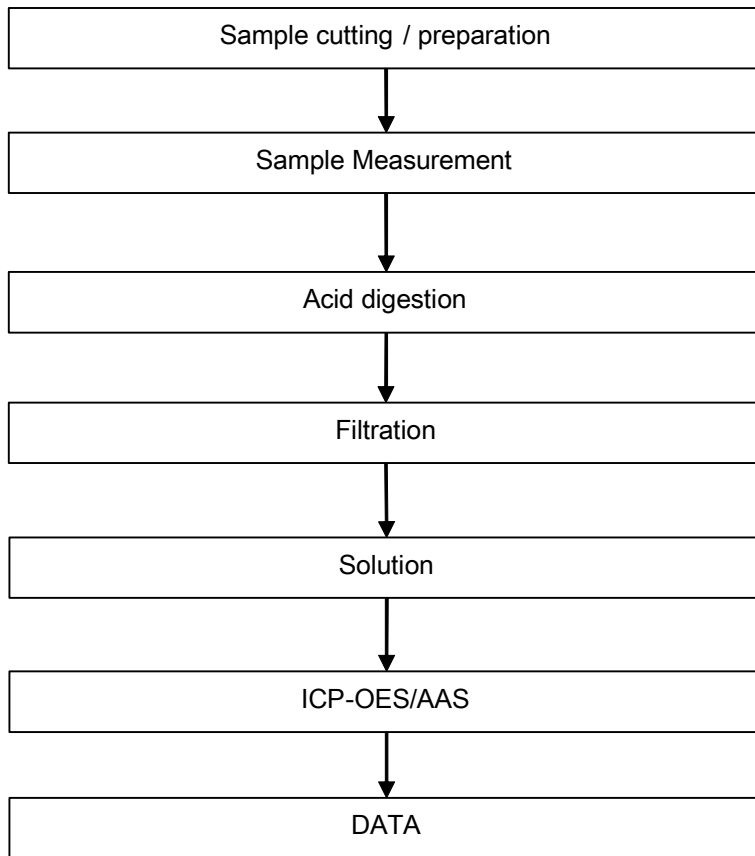 Sample cutting / preparation
Sample Measurement
Acid digestion
Filtration
Solution
ICP-OES/AAS
DATA